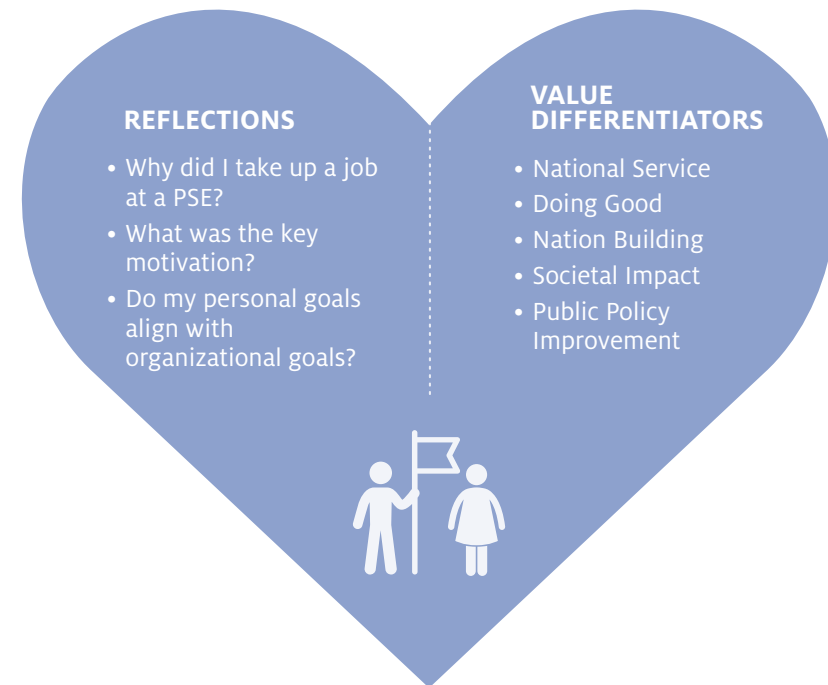 REFLECTIONS
• Why did I take up a job
at a PSE?
• What was the key
motivation?
• Do my personal goals
align with
organizational goals?
VALUE
DIFFERENTIATORS
• National Service
• Doing Good
• Nation Building
• Societal Impact
• Public Policy
Improvement